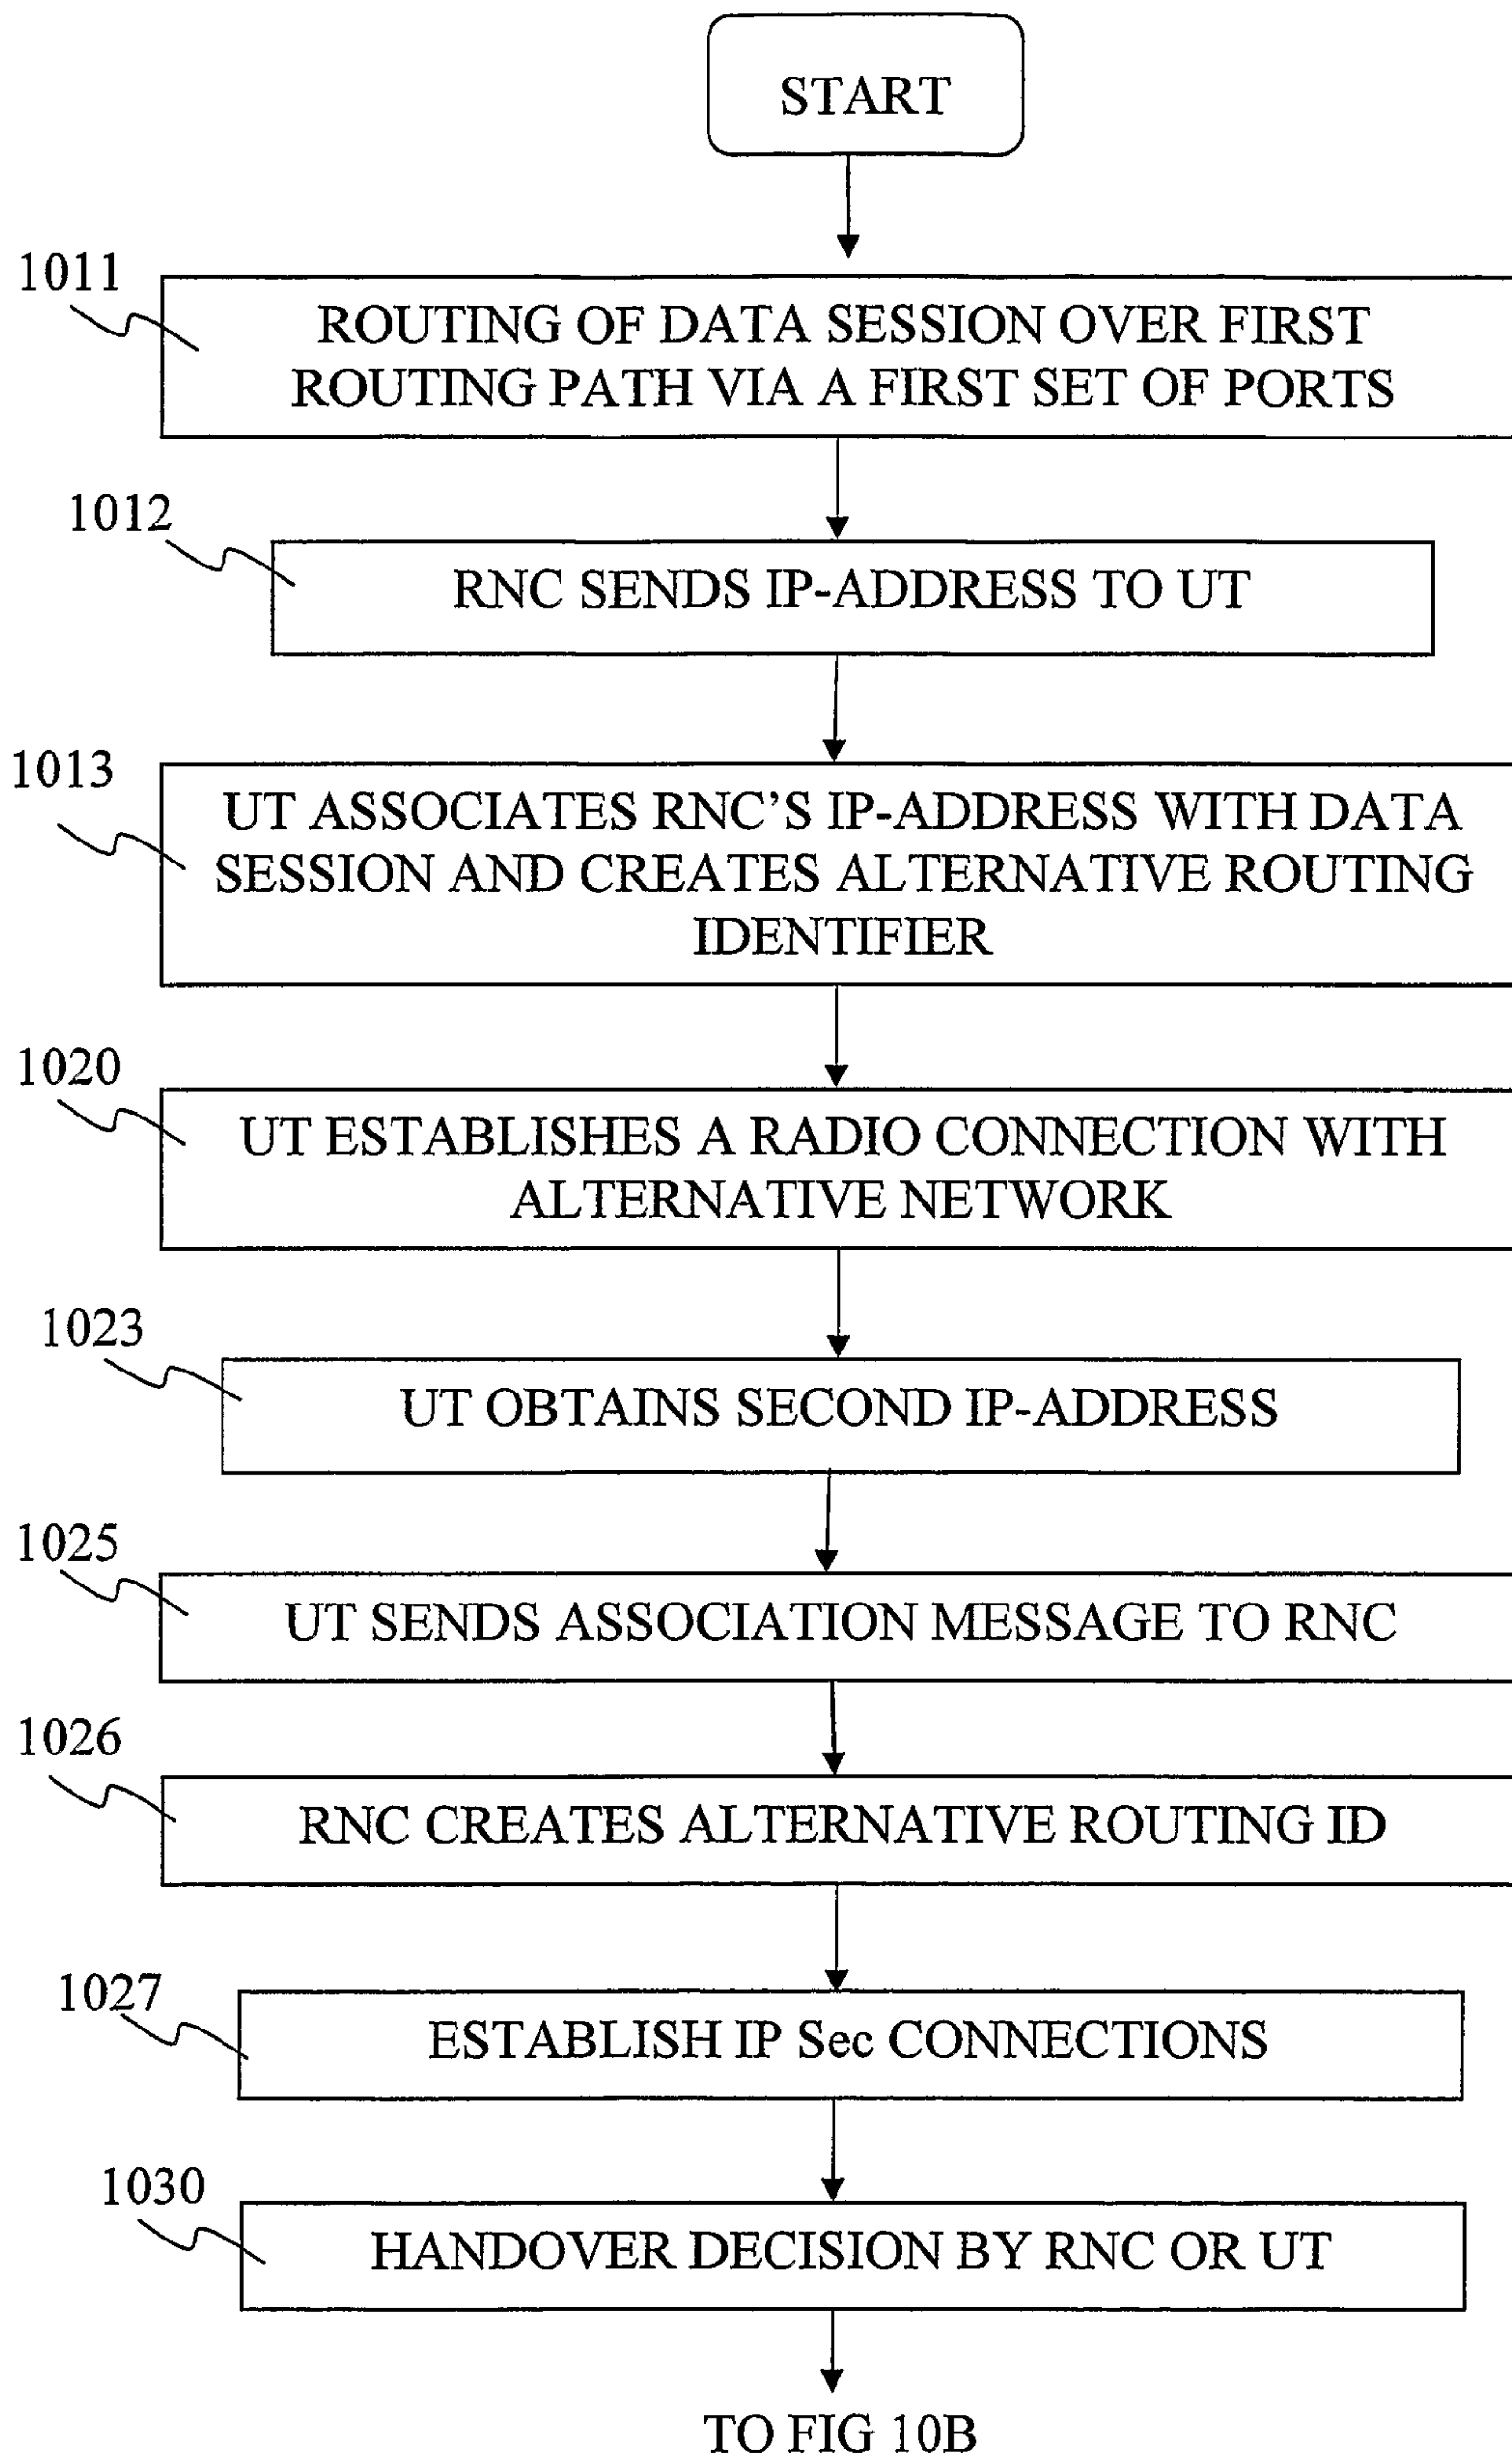 START
1011
ROUTING OF DATA SESSION OVER FIRST
ROUTING PATH VIA A FIRST SET OF PORTS
1012
RNC SENDS IP-ADDRESS TO UT
1013
UT ASSOCIATES RNC'S IP-ADDRESS WITH DATA
SESSION AND CREATES ALTERNATIVE ROUTING
IDENTIFIER
1020
UT ESTABLISHES A RADIO CONNECTION WITH
ALTERNATIVE NETWORK
1023
UT OBTAINS SECOND IP-ADDRESS
1025
UT SENDS ASSOCIATION MESSAGE TO RNC
1026
RNC CREATES ALTERNATIVE ROUTING ID
1027
ESTABLISH IP Sec CONNECTIONS
1030
HANDOVER DECISION BY RNC OR UT
TO FIG 10B